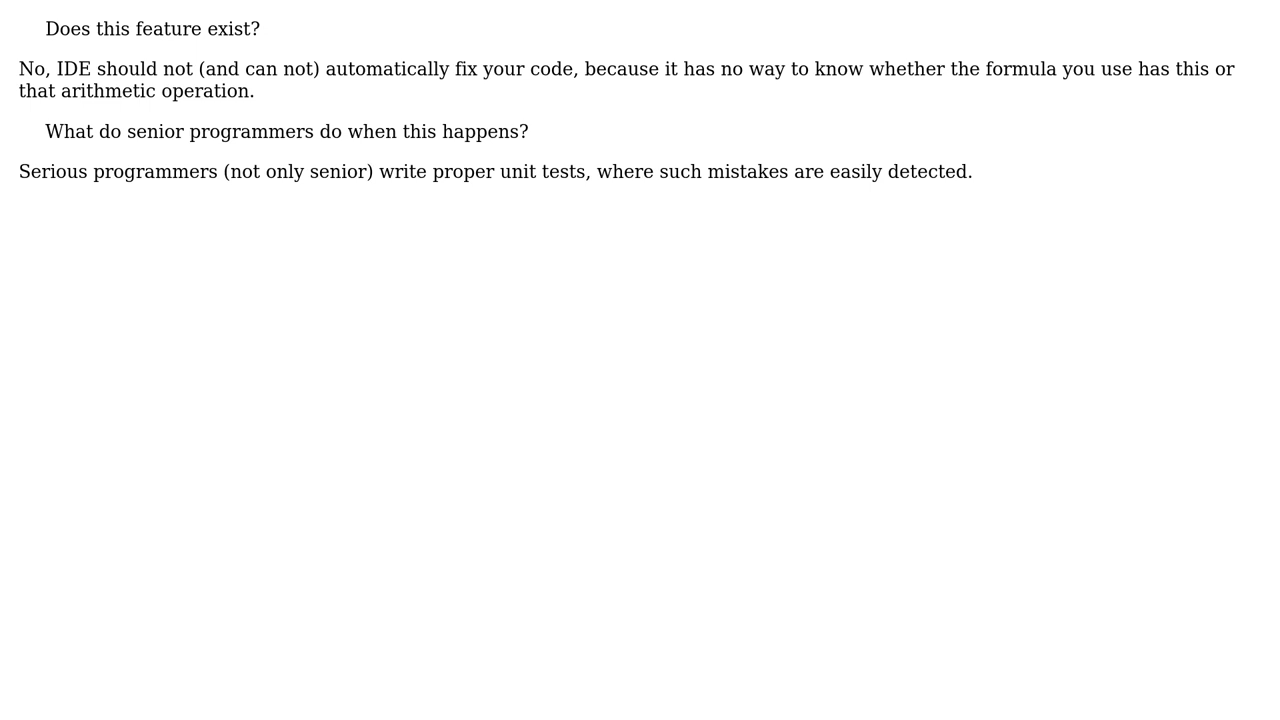 Does this feature exist?
No, IDE should not (and can not) automatically fix your code, because it has no way to know whether the formula you use has this or
that arithmetic operation.
What do senior programmers do when this happens?
Serious programmers (not only senior) write proper unit tests, where such mistakes are easily detected.